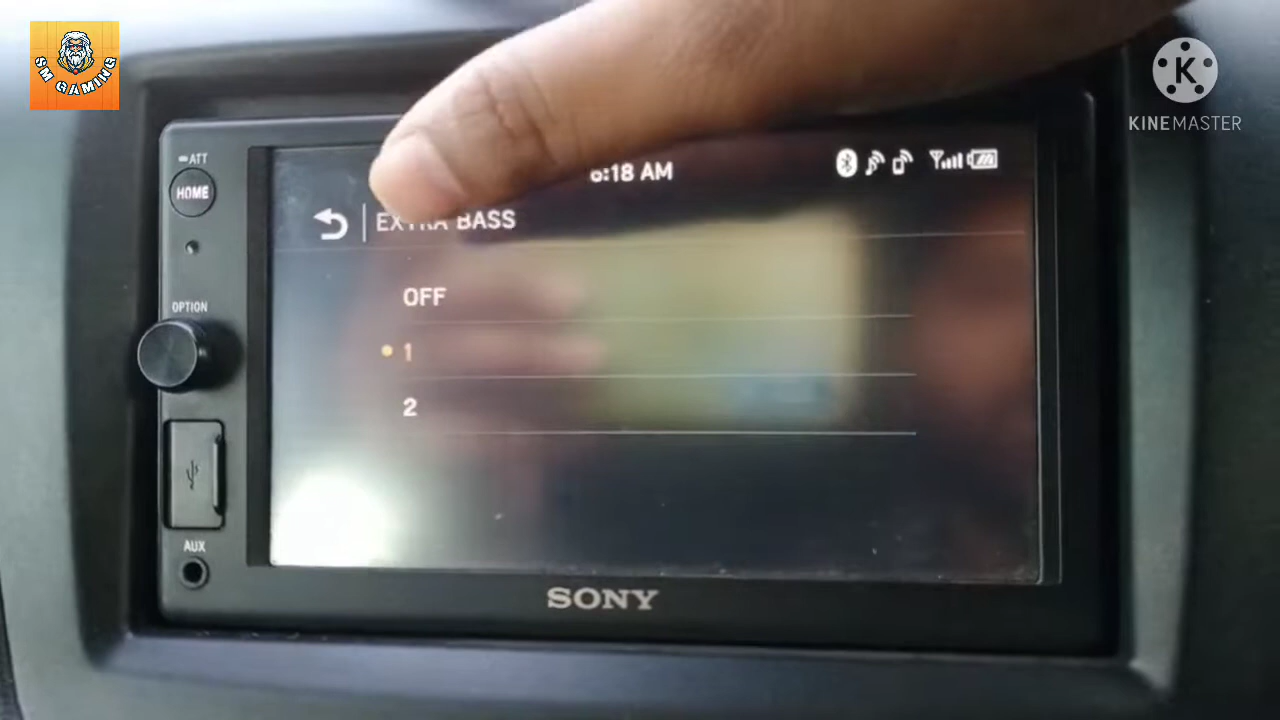 SM GAMING
K
KINEMASTER
ATT
HOME
6:18 AM
EXTRA BASS
OPTION
OFF
1
2
AUX
SONY